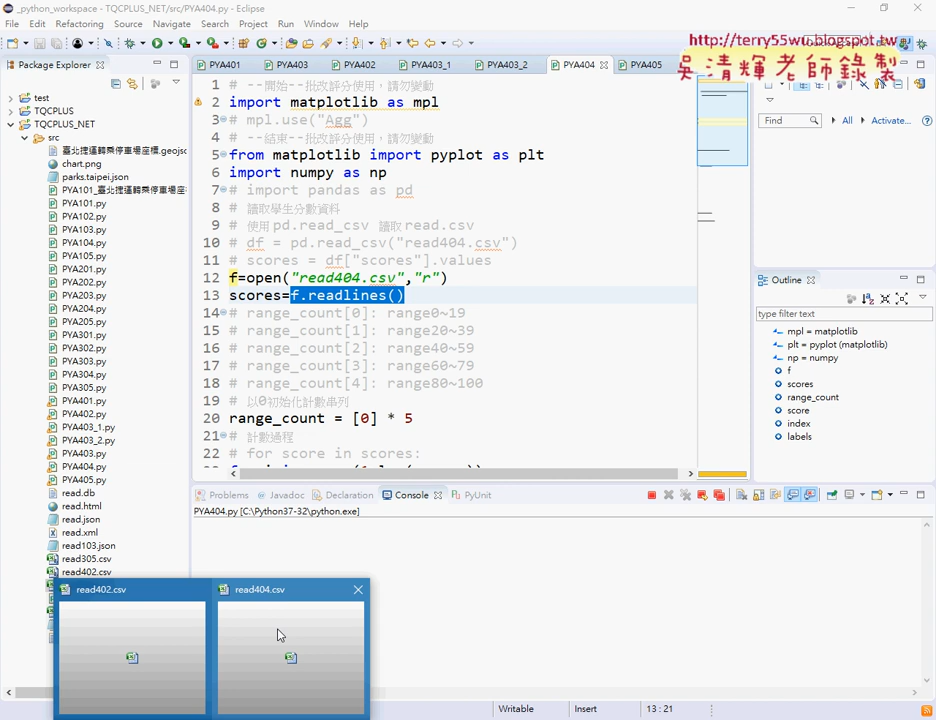 _python_workspace - TQCPLUS_NET/src/PYA404.py - Eclipse
File Edit Refactoring Source Navigate Search Project Run Window Help
http://terry55wu.blogspot.tw
吳清輝老師錄製
Package Explorer
PYA401 PYA403 PYA402 PYA403_1 PYA403_2 PYA404 PYA405
test
TQCPLUS
TQCPLUS_NET
src
臺北捷運轉乘停車場座標.geojsc
chart.png
parks.taipei.json
PYA101_臺北捷運轉乘停車場座標
PYA101.py
PYA102.py
PYA103.py
PYA104.py
PYA105.py
PYA201.py
PYA202.py
PYA203.py
PYA204.py
PYA205.py
PYA301.py
PYA302.py
PYA303.py
PYA304.py
PYA305.py
PYA401.py
PYA402.py
PYA403_1.py
PYA403_2.py
PYA403.py
PYA404.py
PYA405.py
read.db
read.html
read.json
read.xml
read103.json
read305.csv
read402.csv
1 # --開始--批改評分使用，請勿變動
2 import matplotlib as mpl
3 # mpl.use("Agg")
4 # --結束--批改評分使用，請勿變動
5 from matplotlib import pyplot as plt
6 import numpy as np
7 # import pandas as pd
8 # 讀取學生分數資料
9 # 使用 pd.read_csv 讀取 read.csv
10 # df = pd.read_csv("read404.csv")
11 # scores = df["scores"].values
12 f=open("read404.csv","r")
13 scores=f.readlines()
14 # range_count[0]: range0~19
15 # range_count[1]: range20~39
16 # range_count[2]: range40~59
17 # range_count[3]: range60~79
18 # range_count[4]: range80~100
19 # 以0初始化計數串列
20 range_count = [0] * 5
21 # 計數過程
22 # for score in scores:
Find All Activate...
Outline
type filter text
mpl = matplotlib
plt = pyplot (matplotlib)
np = numpy
f
scores
range_count
score
index
labels
Problems Javadoc Declaration Console PyUnit
PYA404.py [C:\Python37-32\python.exe]
read402.csv read404.csv
Writable Insert 13 : 21